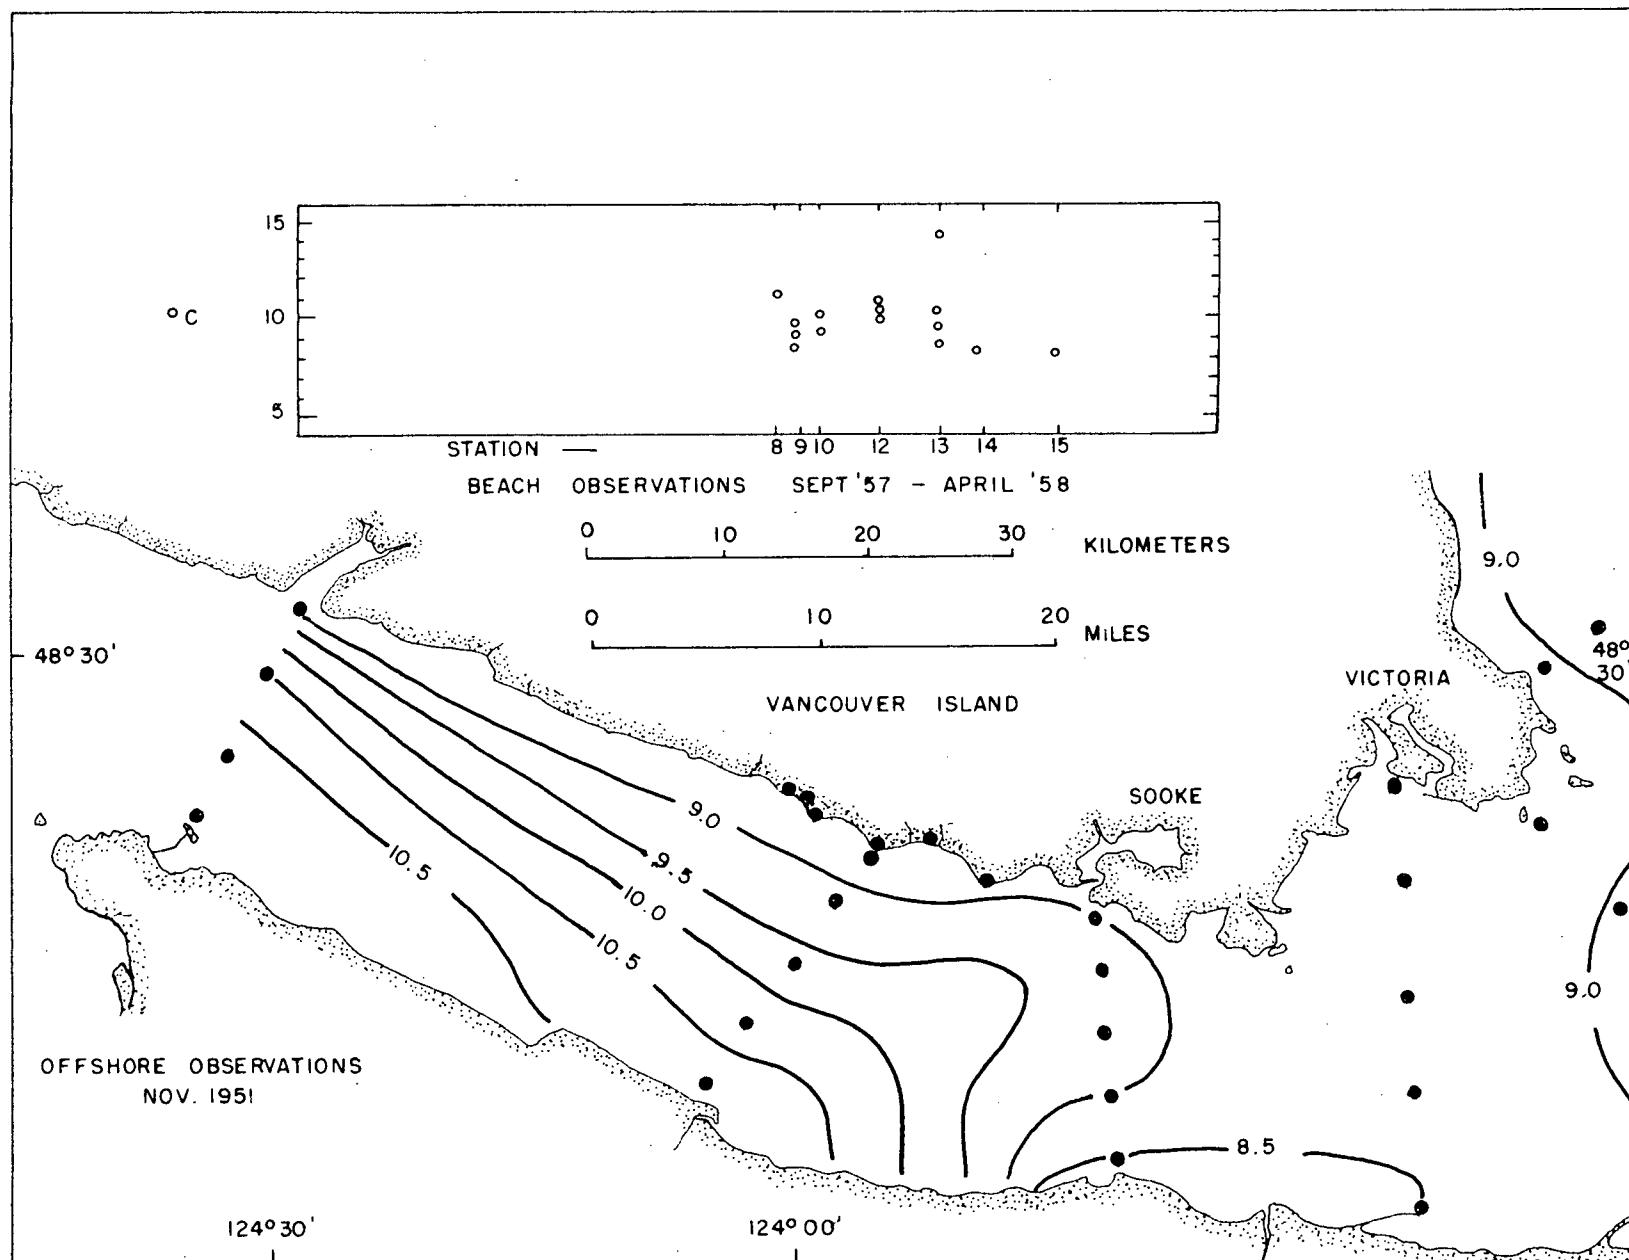 15
10
5
° C
STATION —
8 9 10 12 13 14 15
BEACH OBSERVATIONS SEPT '57 - APRIL '58
0 10 20 30
KILOMETERS
0 10 20
MiLES
48° 30'
9.0
48°
30'
VICTORIA
VANCOUVER ISLAND
SOOKE
9.0
10.5
9.5
10.0
10.5
9.0
OFFSHORE OBSERVATIONS
NOV. 1951
8.5
124° 30'
124° 00'